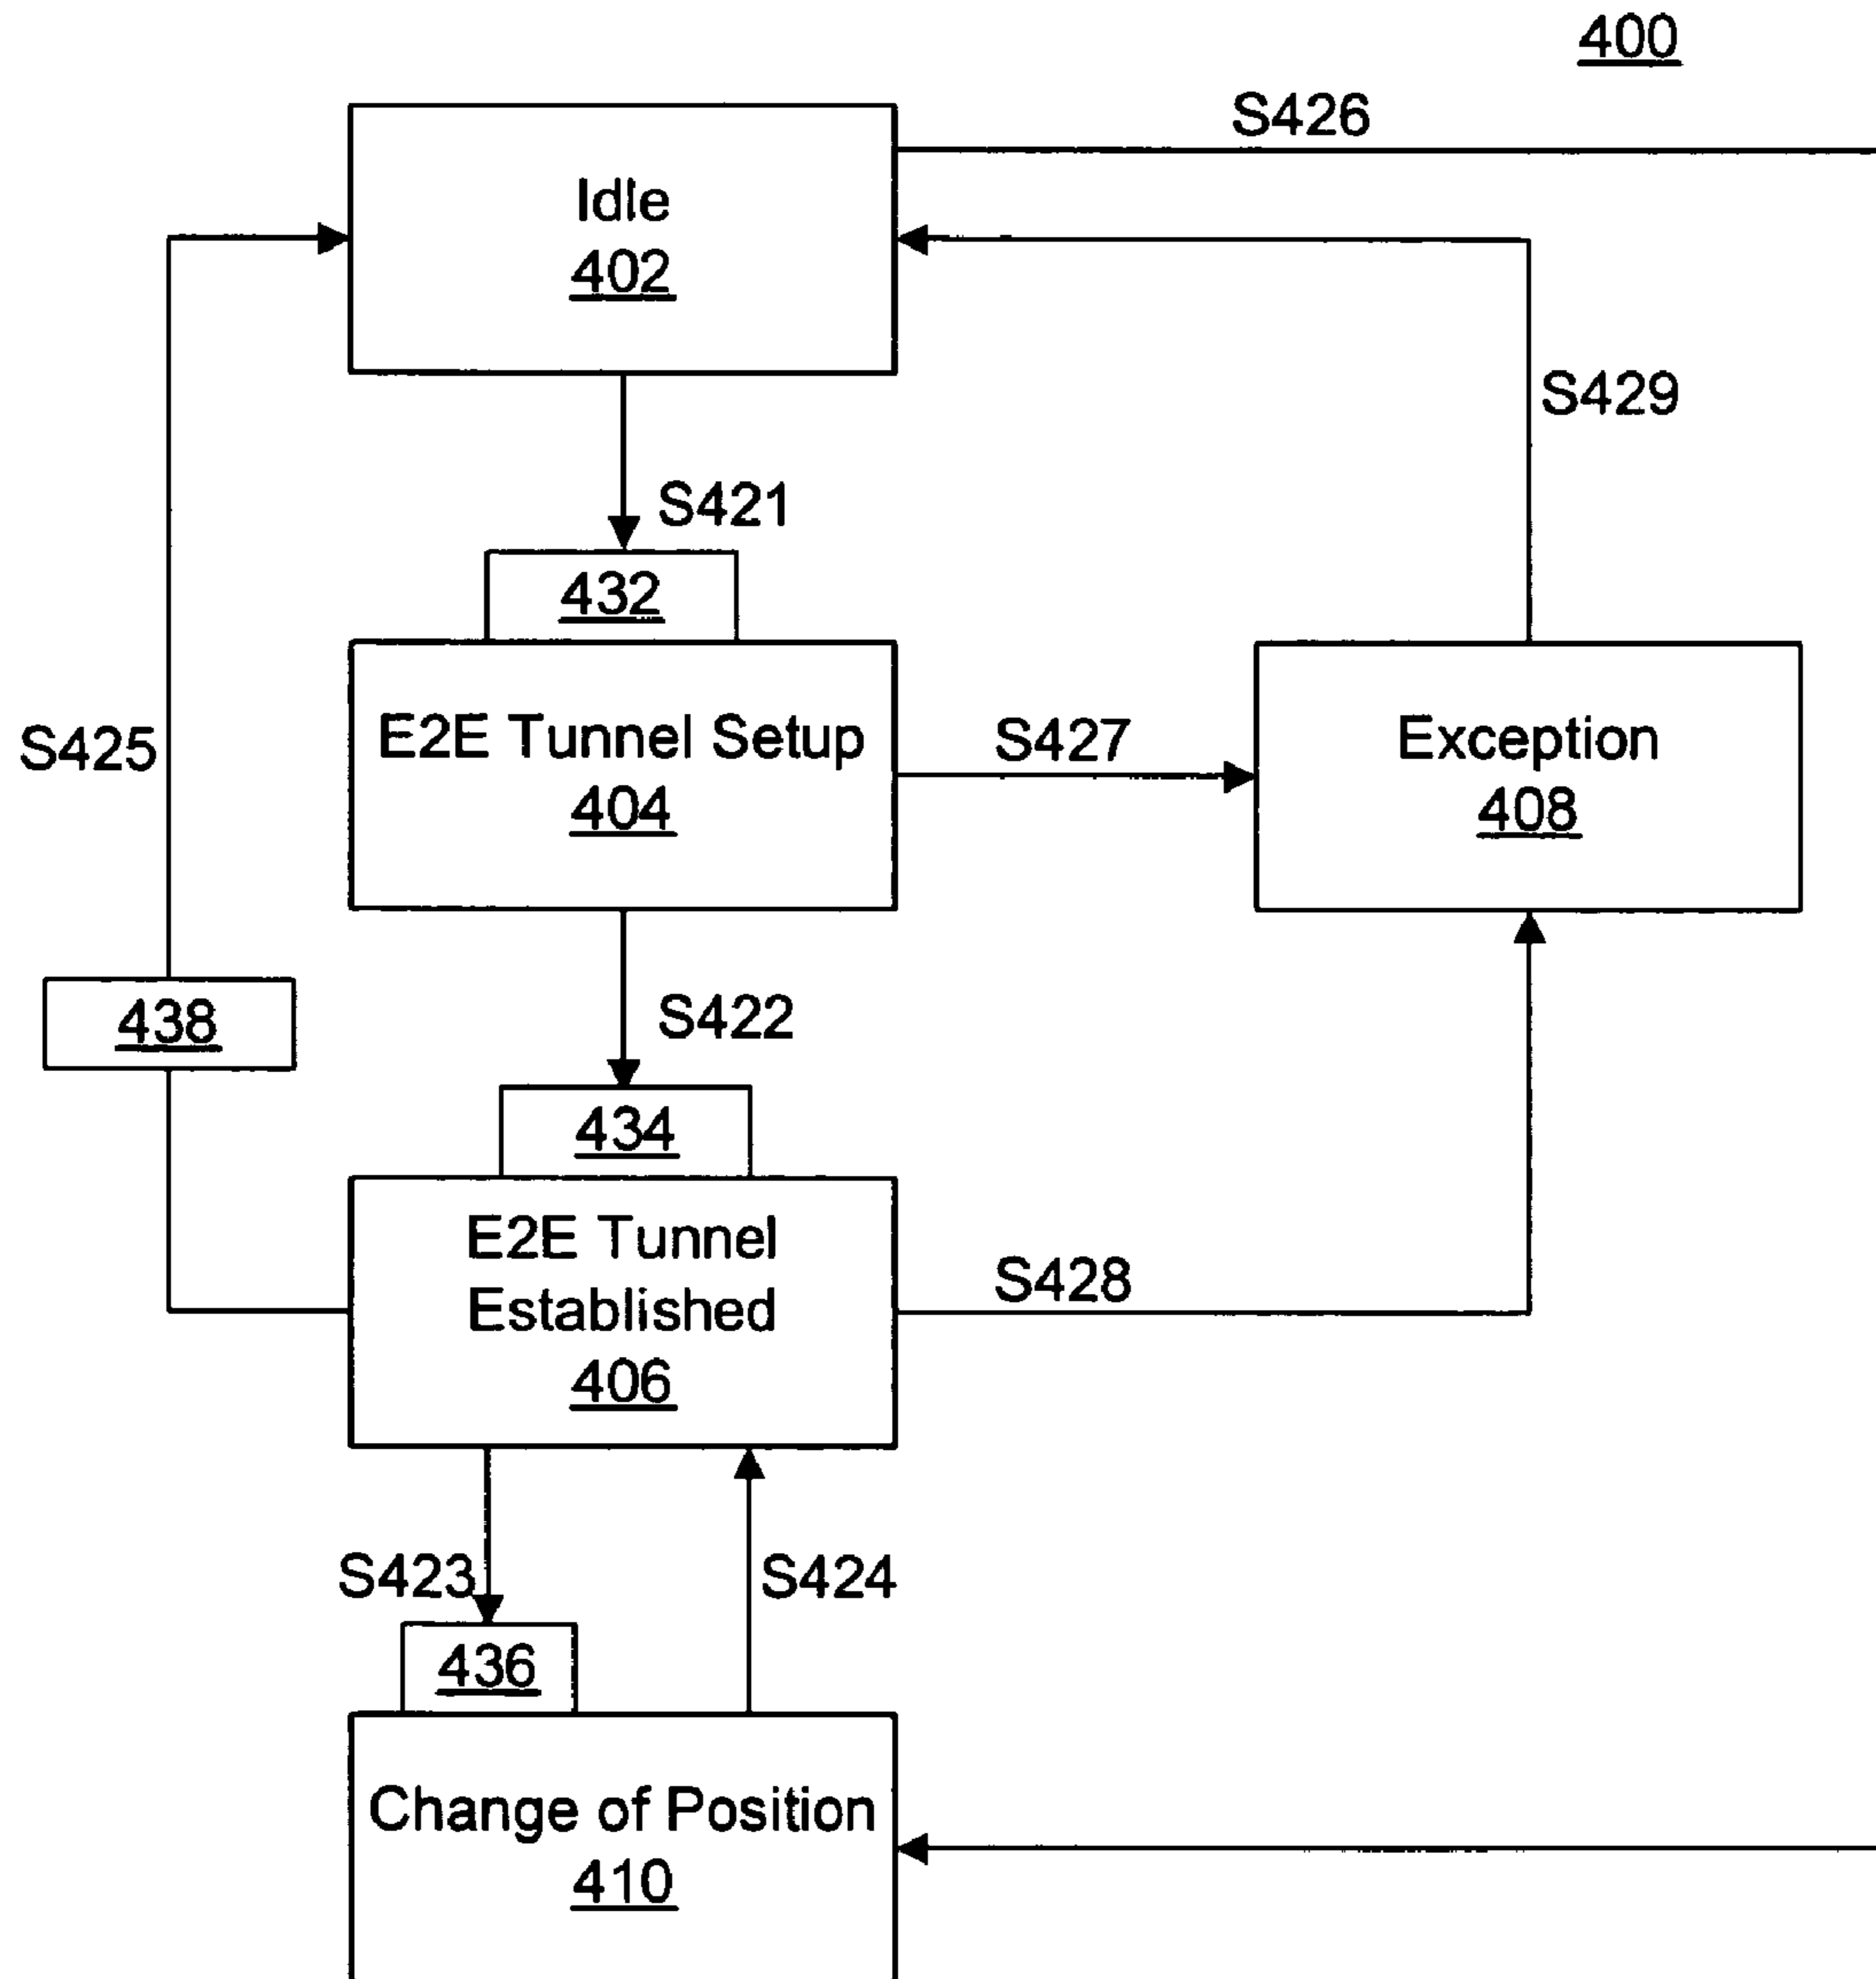 400
S426
Idle
402
S429
S421
432
E2E Tunnel Setup
404
S427
Exception
408
S425
438
S422
434
E2E Tunnel
Established
406
S428
S423
S424
436
Change of Position
410